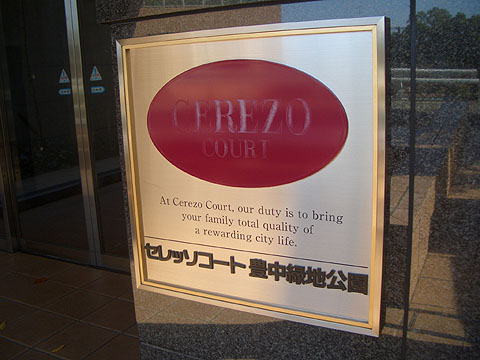 CEREZO
COURT
At Cerezo Court, our duty is to bring
your family total quality of
a rewarding city life.
セレッソコート 豊中緑地公園